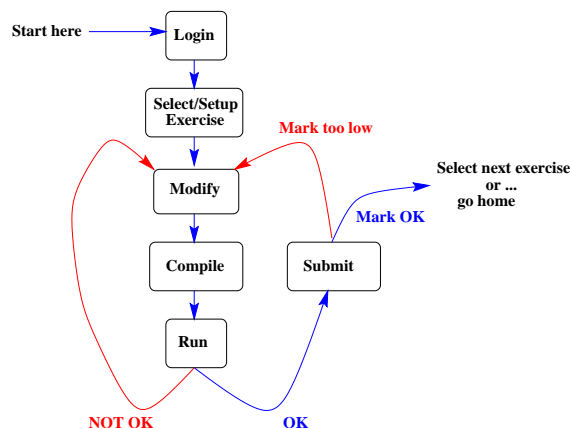 Start here
Login
Select/Setup
Exercise
Mark too low
Select next exercise
or ...
go home
Modify
Mark OK
Compile
Submit
Run
NOT OK
OK